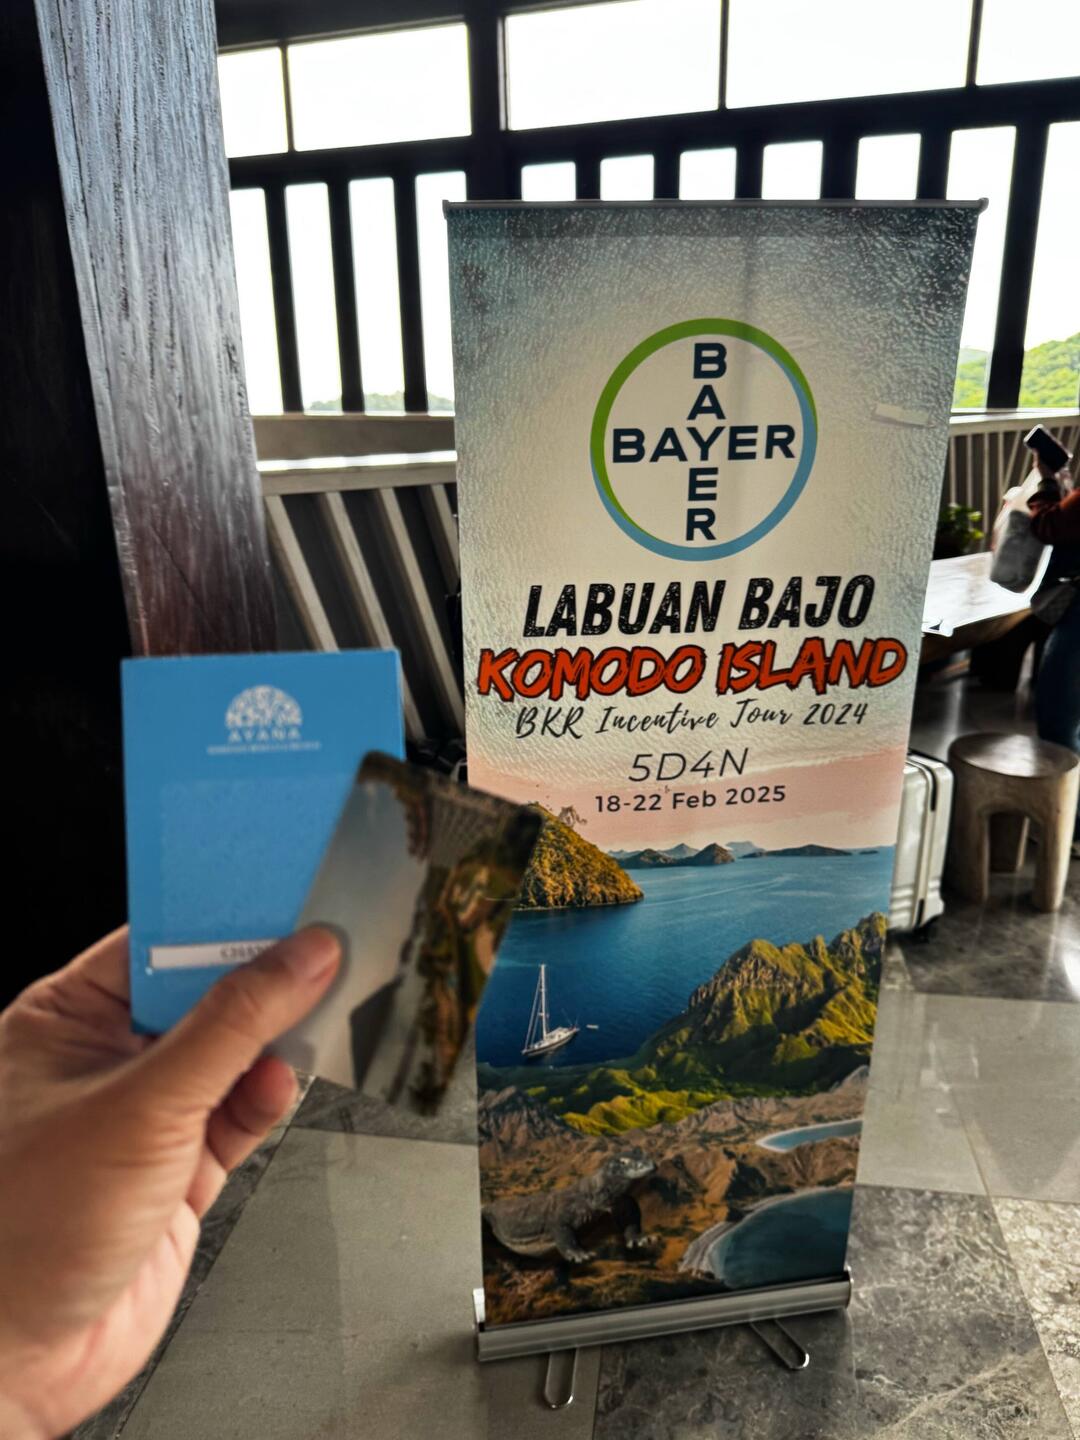 BAYER
BAYER
LABUAN BAJO
KOMODO ISLAND
BKR Incentive Tour 2024
5D4N
18-22 Feb 2025
AYANA